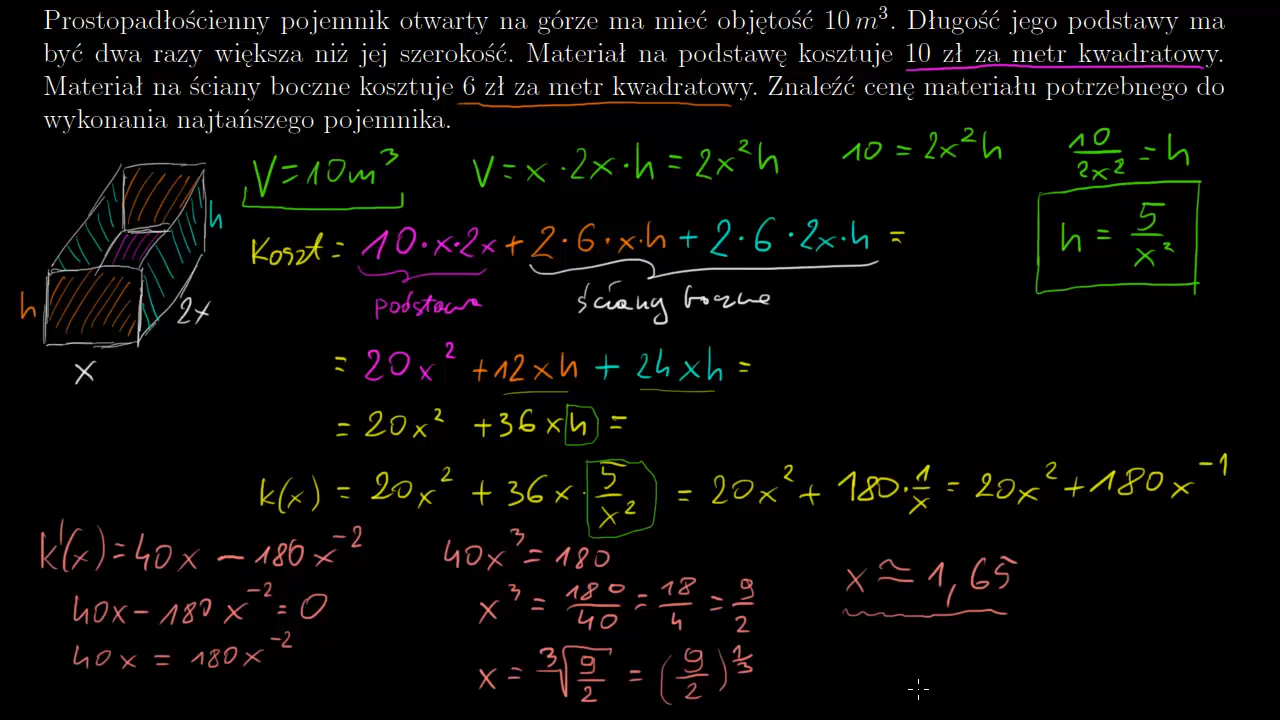 Prostopadłościenny pojemnik otwarty na górze ma mieć objętość 10 m³. Długość jego podstawy ma
być dwa razy większa niż jej szerokość. Materiał na podstawę kosztuje 10 zł za metr kwadratowy.
Materiał na ściany boczne kosztuje 6 zł za metr kwadratowy. Znaleźć cenę materiału potrzebnego do
wykonania najtańszego pojemnika.
V = 10m³ V = x · 2x · h = 2x²h 10 = 2x²h 10/2x² = h
h = 5/x²
h
h
2x
x
Koszt = 10·x·2x + 2·6·x·h + 2·6·2x·h =
podstawa ściany boczne
= 20x² + 12xh + 24xh =
= 20x² + 36xh =
k(x) = 20x² + 36x · 5/x² = 20x² + 180 · 1/x = 20x² + 180x⁻¹
k'(x) = 40x − 180x⁻²
40x − 180x⁻² = 0
40x = 180x⁻²
40x³ = 180
x³ = 180/40 = 18/4 = 9/2
x = ³√(9/2) = (9/2)^(1/3)
x ≈ 1,65